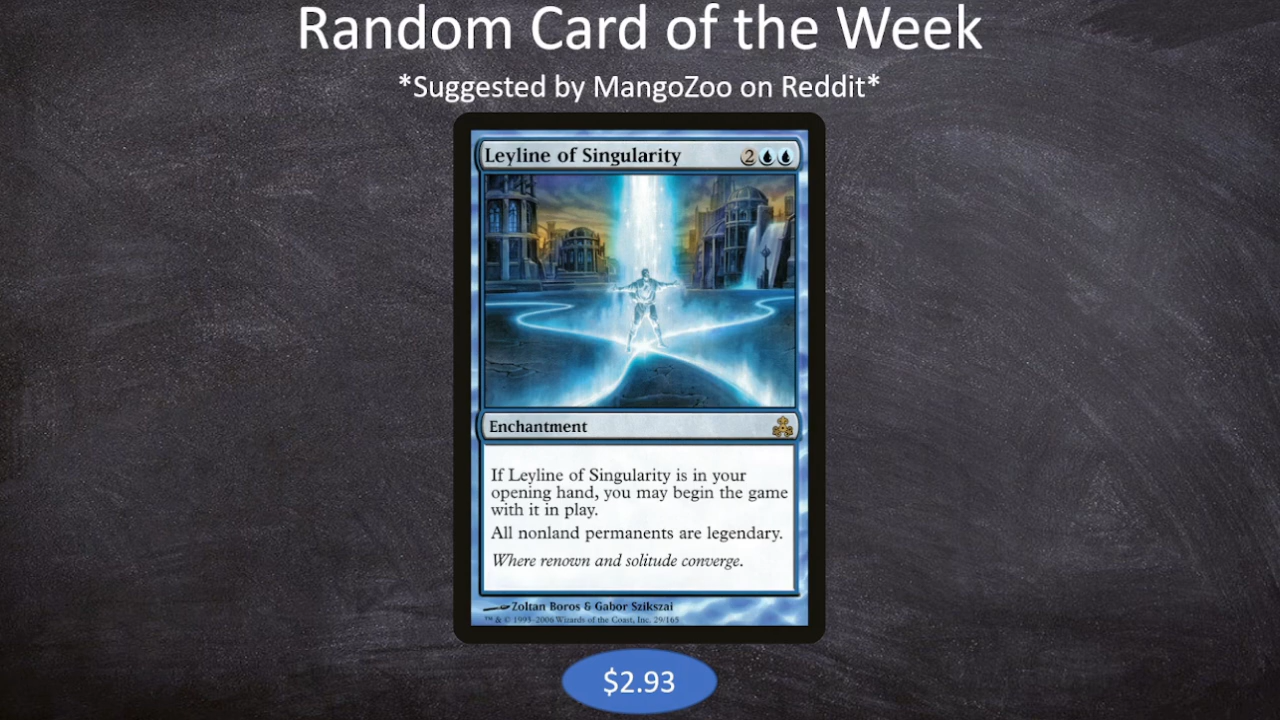 Random Card of the Week
*Suggested by MangoZoo on Reddit*
Leyline of Singularity 2
Enchantment
If Leyline of Singularity is in your
opening hand, you may begin the game
with it in play.
All nonland permanents are legendary.
Where renown and solitude converge.
Zoltan Boros & Gabor Szikszai
™ & © 1993–2006 Wizards of the Coast, Inc. 29/165
$2.93